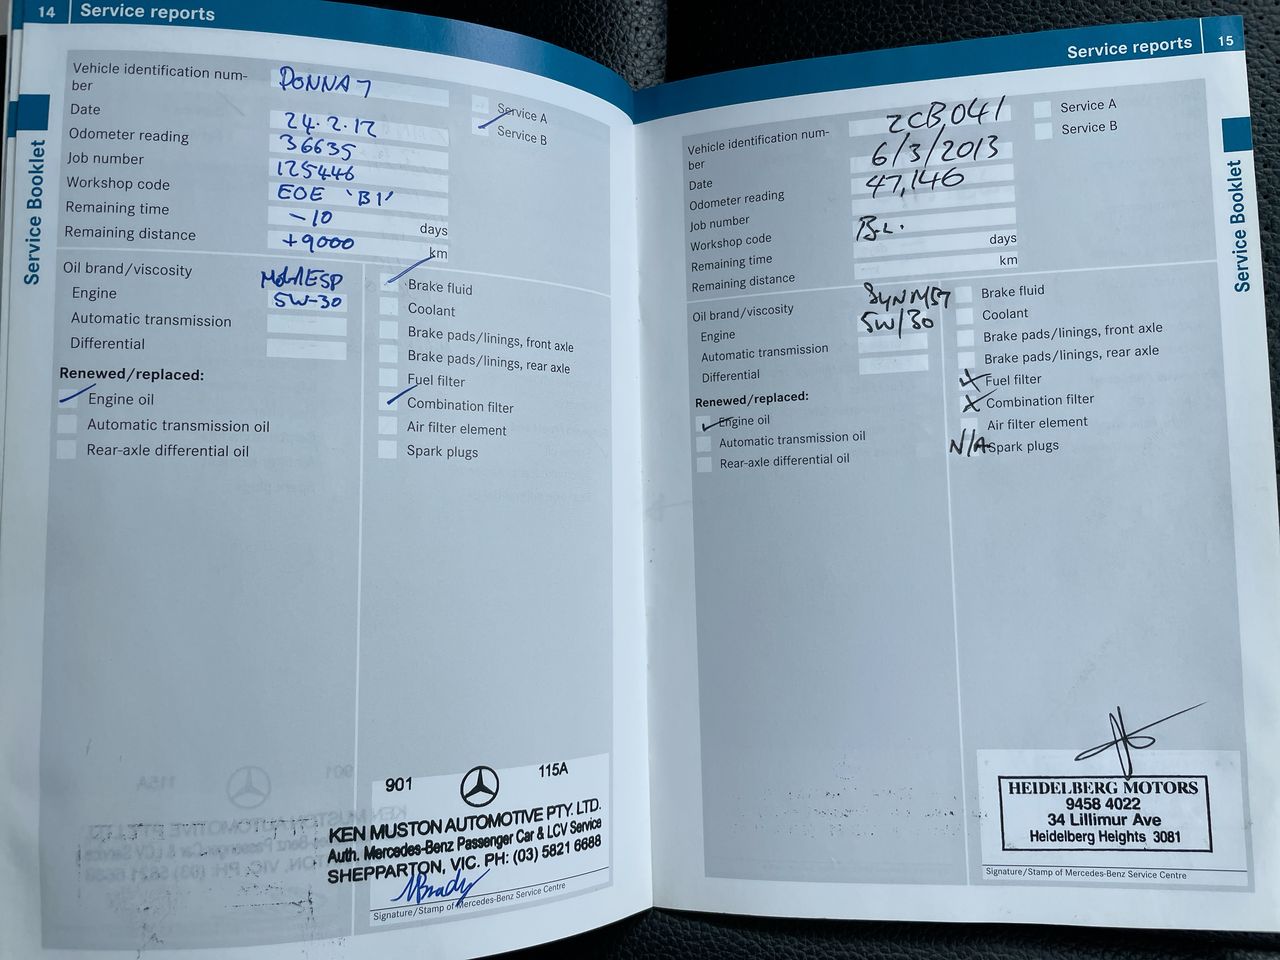 14 Service reports
Service Booklet
Vehicle identification num-
ber
DONNA 7
Date 24.2.12
Odometer reading 36635
Job number 125446
Workshop code EOE 'B1'
Remaining time -10 days
Remaining distance +9000 km
Service A
Service B
Oil brand/viscosity
Engine 5W-30
Automatic transmission
Differential
Renewed/replaced:
Engine oil
Automatic transmission oil
Rear-axle differential oil
Brake fluid
Coolant
Brake pads/linings, front axle
Brake pads/linings, rear axle
Fuel filter
Combination filter
Air filter element
Spark plugs
901 115A
KEN MUSTON AUTOMOTIVE PTY. LTD.
Auth. Mercedes-Benz Passenger Car & LCV Service
SHEPPARTON, VIC. PH: (03) 5821 6688
MBrady
Signature/Stamp of Mercedes-Benz Service Centre
Service reports 15
Service Booklet
Vehicle identification num-
ber
ZCB,041
Date 6/3/2013
Odometer reading 47,146
Job number
Workshop code
Remaining time days
Remaining distance km
Service A
Service B
Oil brand/viscosity
Engine 5W/30
Automatic transmission
Differential
Renewed/replaced:
Engine oil
Automatic transmission oil
Rear-axle differential oil
Brake fluid
Coolant
Brake pads/linings, front axle
Brake pads/linings, rear axle
Fuel filter
Combination filter
Air filter element
N/A Spark plugs
HEIDELBERG MOTORS
9458 4022
34 Lillimur Ave
Heidelberg Heights 3081
Signature/Stamp of Mercedes-Benz Service Centre